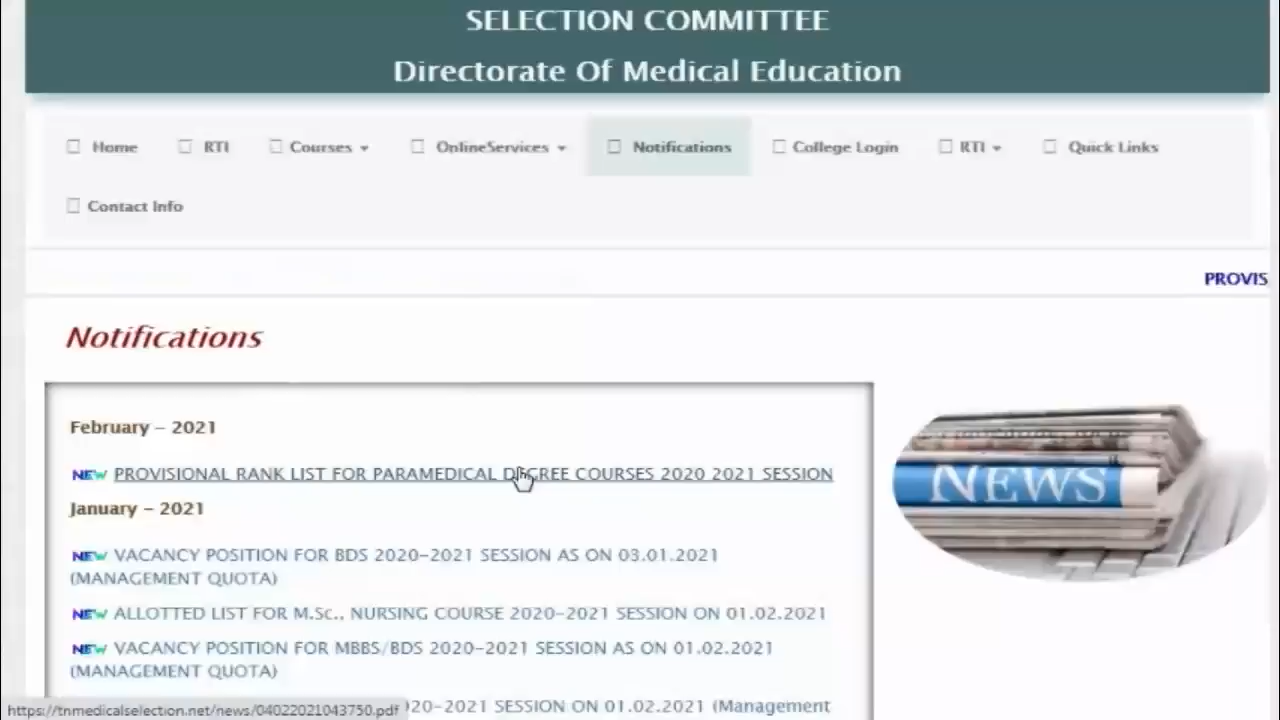 SELECTION COMMITTEE
Directorate Of Medical Education
Home RTI Courses OnlineServices Notifications College Login RTI Quick Links
Contact Info
PROVIS
Notifications
February - 2021
NEW PROVISIONAL RANK LIST FOR PARAMEDICAL DEGREE COURSES 2020 2021 SESSION
January - 2021
NEW VACANCY POSITION FOR BDS 2020-2021 SESSION AS ON 03.01.2021
(MANAGEMENT QUOTA)
NEW ALLOTTED LIST FOR M.Sc., NURSING COURSE 2020-2021 SESSION ON 01.02.2021
NEW VACANCY POSITION FOR MBBS/BDS 2020-2021 SESSION AS ON 01.02.2021
(MANAGEMENT QUOTA)
20-2021 SESSION ON 01.02.2021 (Management
https://tnmedicalselection.net/news/04022021043750.pdf
NEWS